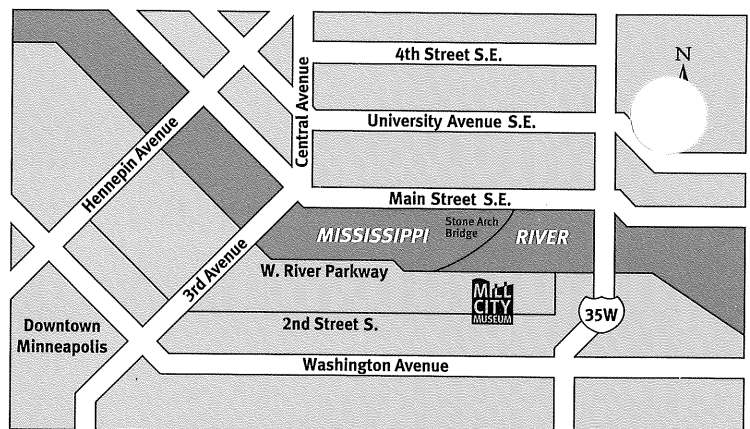 4th Street S.E.
N
Central Avenue
University Avenue S.E.
Hennepin Avenue
Main Street S.E.
Stone Arch
Bridge
MISSISSIPPI RIVER
3rd Avenue
W. River Parkway
MILL
CITY
MUSEUM
35W
2nd Street S.
Downtown
Minneapolis
Washington Avenue